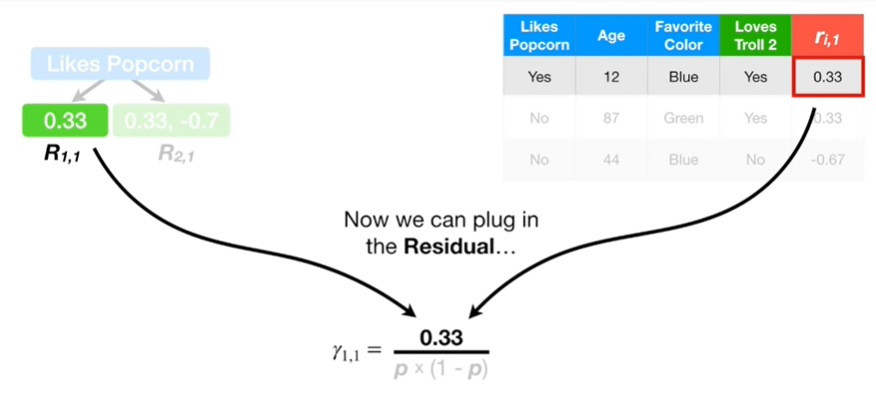 Likes Popcorn
0.33 0.33, -0.7
R1,1 R2,1
Likes Popcorn Age Favorite Color Loves Troll 2 ri,1
Yes 12 Blue Yes 0.33
No 87 Green Yes 0.33
No 44 Blue No -0.67
Now we can plug in
the Residual...
γ1,1 = 0.33
p × (1 - p)